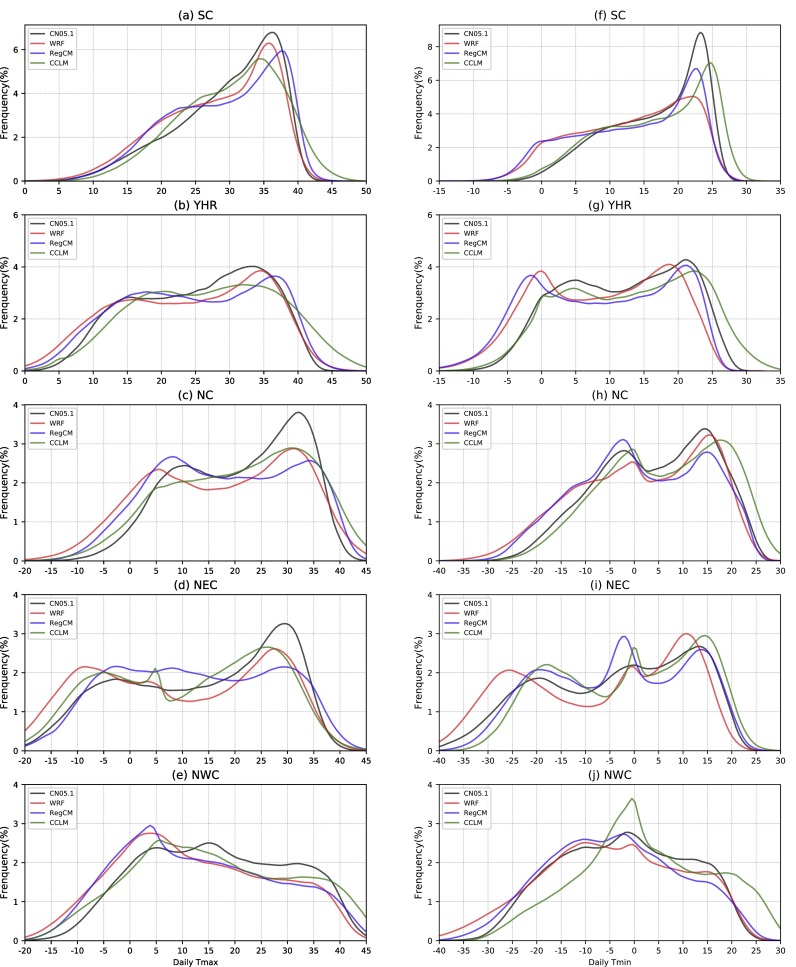 (a) SC
Frenquency(%)
6
4
2
0
CN05.1
WRF
RegCM
CCLM
0 5 10 15 20 25 30 35 40 45 50
(f) SC
Frenquency(%)
8
6
4
2
0
CN05.1
WRF
RegCM
CCLM
-15 -10 -5 0 5 10 15 20 25 30 35
(b) YHR
Frenquency(%)
6
4
2
0
CN05.1
WRF
RegCM
CCLM
0 5 10 15 20 25 30 35 40 45 50
(g) YHR
Frenquency(%)
6
4
2
0
CN05.1
WRF
RegCM
CCLM
-15 -10 -5 0 5 10 15 20 25 30 35
(c) NC
Frenquency(%)
4
3
2
1
0
CN05.1
WRF
RegCM
CCLM
-20 -15 -10 -5 0 5 10 15 20 25 30 35 40 45
(h) NC
Frenquency(%)
4
3
2
1
0
CN05.1
WRF
RegCM
CCLM
-40 -35 -30 -25 -20 -15 -10 -5 0 5 10 15 20 25 30
(d) NEC
Frenquency(%)
4
3
2
1
0
CN05.1
WRF
RegCM
CCLM
-20 -15 -10 -5 0 5 10 15 20 25 30 35 40 45
(i) NEC
Frenquency(%)
4
3
2
1
0
CN05.1
WRF
RegCM
CCLM
-40 -35 -30 -25 -20 -15 -10 -5 0 5 10 15 20 25 30
(e) NWC
Frenquency(%)
4
3
2
1
0
CN05.1
WRF
RegCM
CCLM
-20 -15 -10 -5 0 5 10 15 20 25 30 35 40 45
Daily Tmax
(j) NWC
Frenquency(%)
4
3
2
1
0
CN05.1
WRF
RegCM
CCLM
-40 -35 -30 -25 -20 -15 -10 -5 0 5 10 15 20 25 30
Daily Tmin